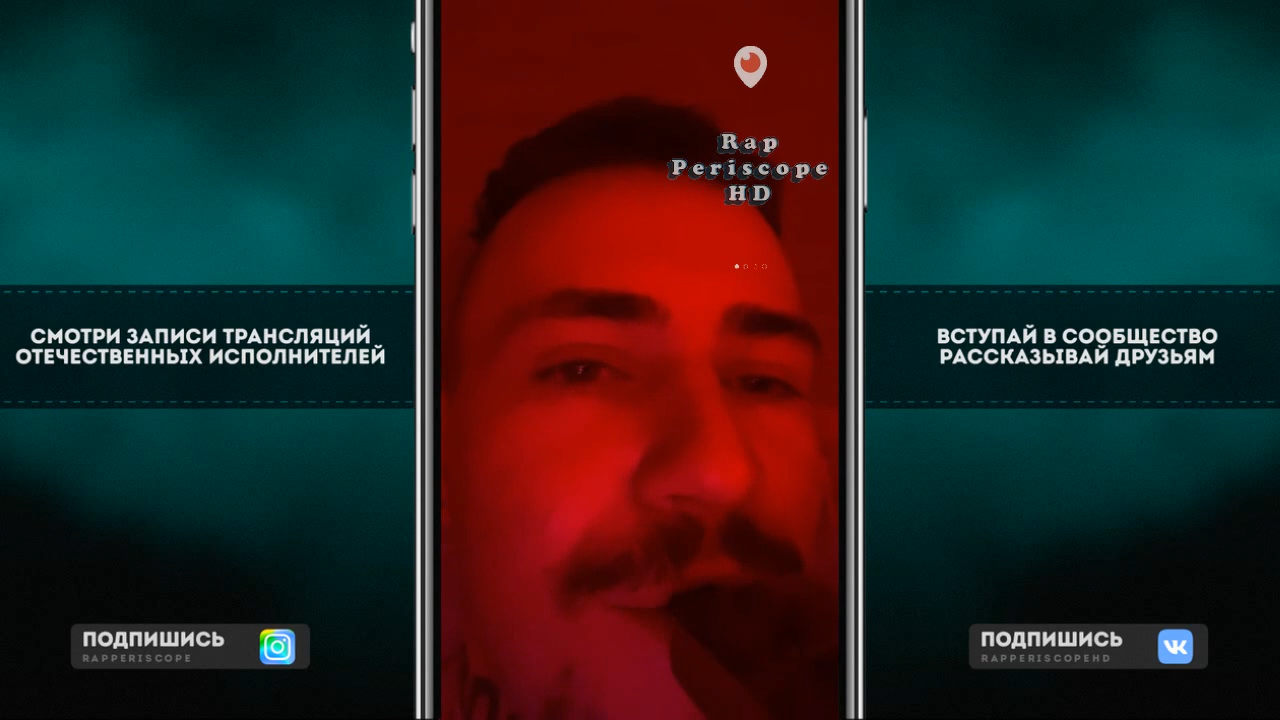 Rap
Periscope
HD
СМОТРИ ЗАПИСИ ТРАНСЛЯЦИЙ
ОТЕЧЕСТВЕННЫХ ИСПОЛНИТЕЛЕЙ
ВСТУПАЙ В СООБЩЕСТВО
РАССКАЗЫВАЙ ДРУЗЬЯМ
ПОДПИШИСЬ
RAPPERISCOPE
ПОДПИШИСЬ
RAPPERISCOPEHD